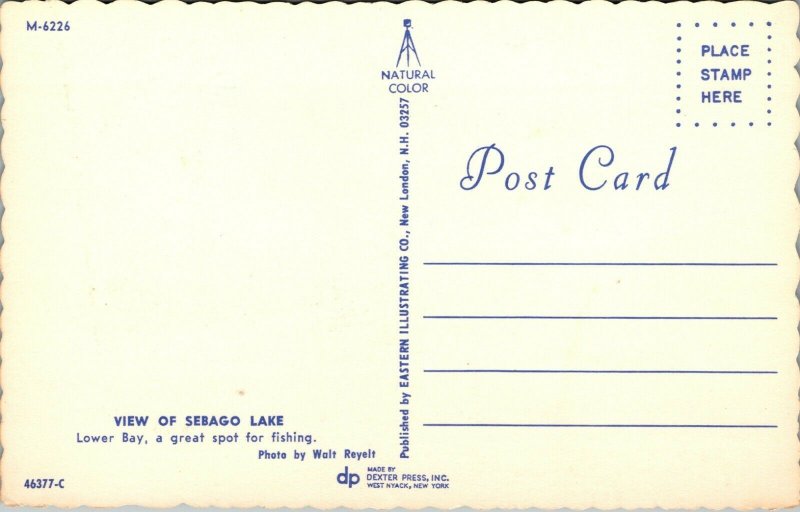 M-6226
NATURAL
COLOR
PLACE
STAMP
HERE
Post Card
Published by EASTERN ILLUSTRATING CO., New London, N.H. 03257
VIEW OF SEBAGO LAKE
Lower Bay, a great spot for fishing.
Photo by Walt Reyelt
46377-C
dp
MADE BY
DEXTER PRESS, INC.
WEST NYACK, NEW YORK